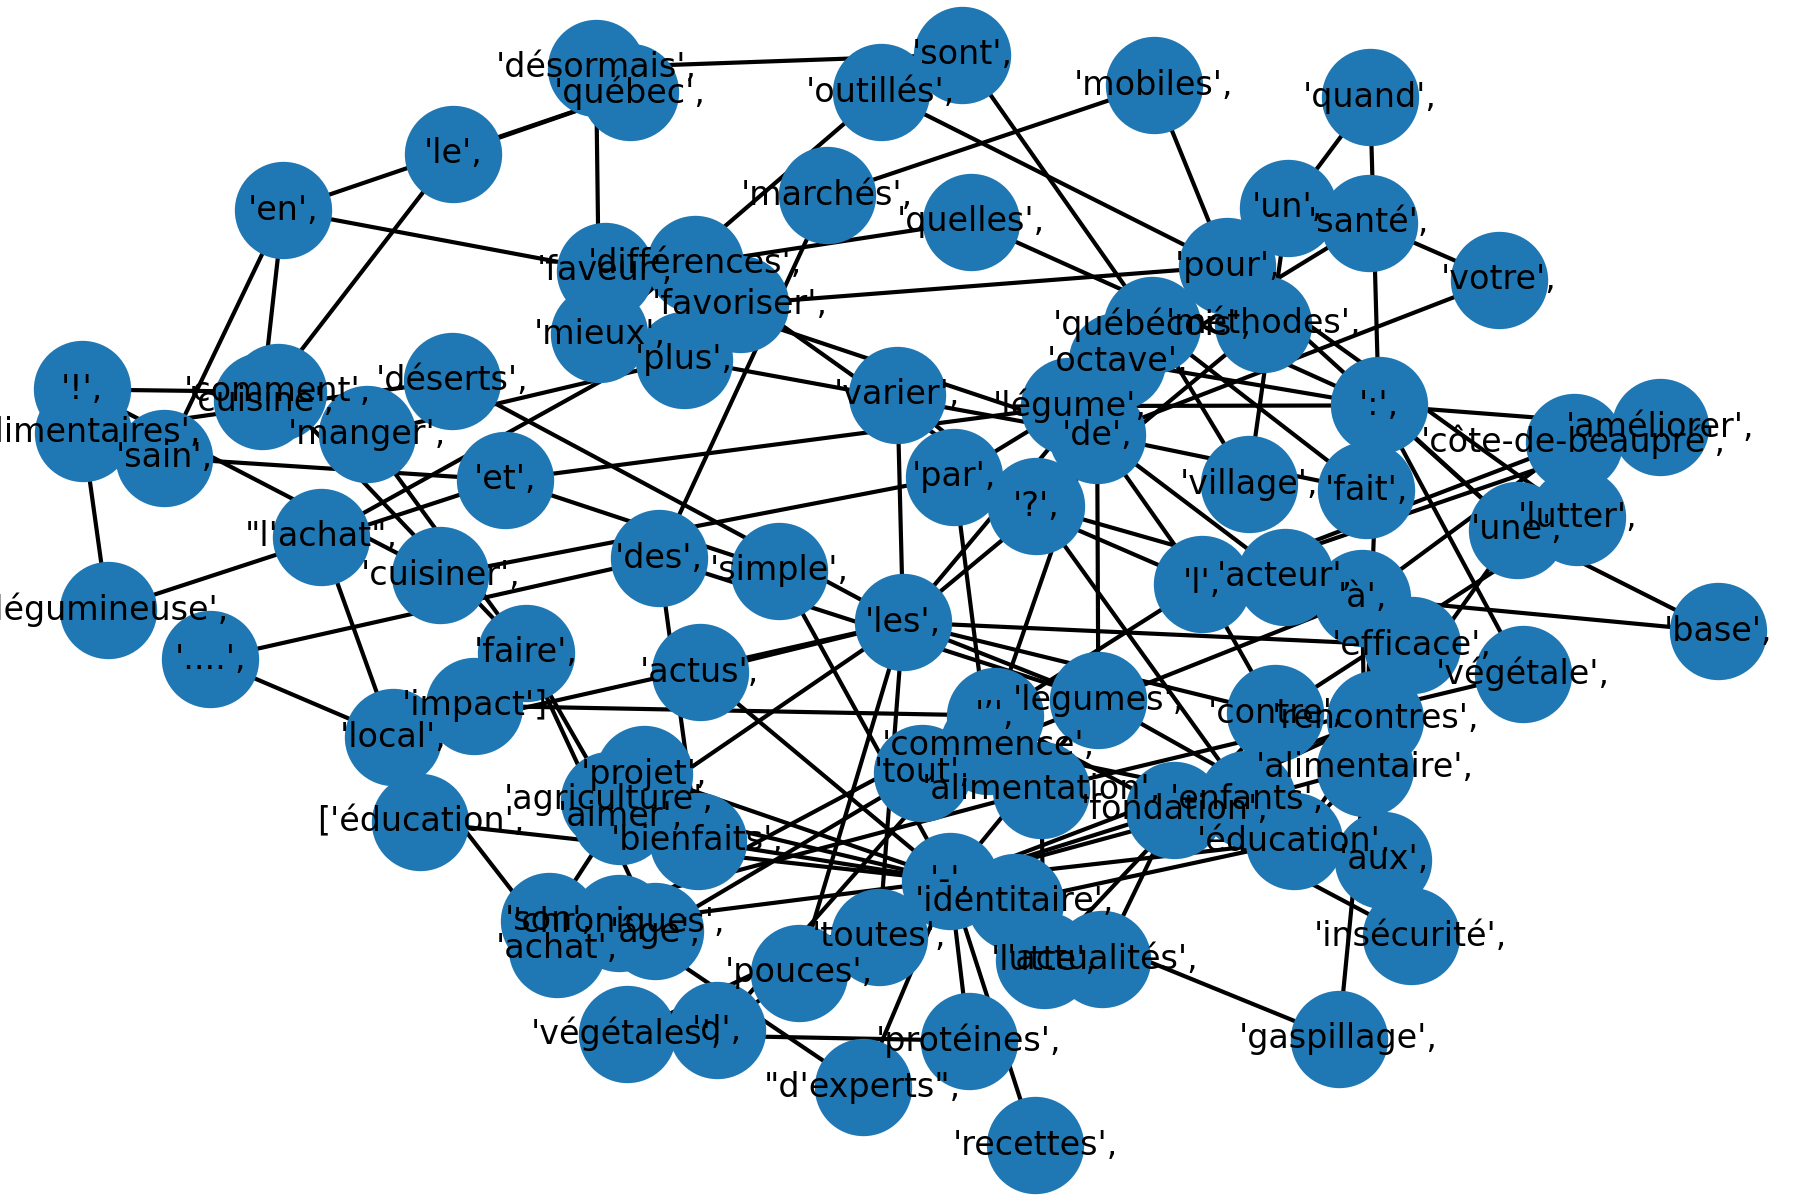 'sont',
'désormais',
'québec',
'outillés',
'mobiles',
'quand',
'le',
'marchés',
'en',
'quelles',
'un',
'santé',
'différences',
'faveur',
'pour',
'votre',
'favoriser',
'québécois',
'méthodes',
'mieux',
'plus',
'octave',
'!',
'comment',
'cuisine',
'déserts',
'varier',
'légume',
':',
limentaires',
'manger',
'de',
'améliorer',
'côte-de-beaupré',
'sain',
'et',
'par',
'village',
'fait',
'?',
"l'achat",
'une',
'lutter',
'cuisiner',
'des',
'simple',
'l',
'acteur
'à',
légumineuse',
'les',
'base',
'....',
'faire',
'actus',
'efficace',
'végétale',
'impact']
'local',
'légumes',
'contre',
'rencontres',
'commence',
'projet',
'tout',
'alimentaire',
'agriculture',
'alimentation'
'enfants',
'fondation',
['éducation',
'aimer',
'bienfaits',
'éducation'
'aux',
'-',
'identitaire',
'son',
'chroniques',
'âge',
'achat',
'toutes',
'insécurité',
'lutte',
'actualités',
'pouces',
'végétales',
'd',
'protéines',
'gaspillage',
"d'experts",
'recettes',